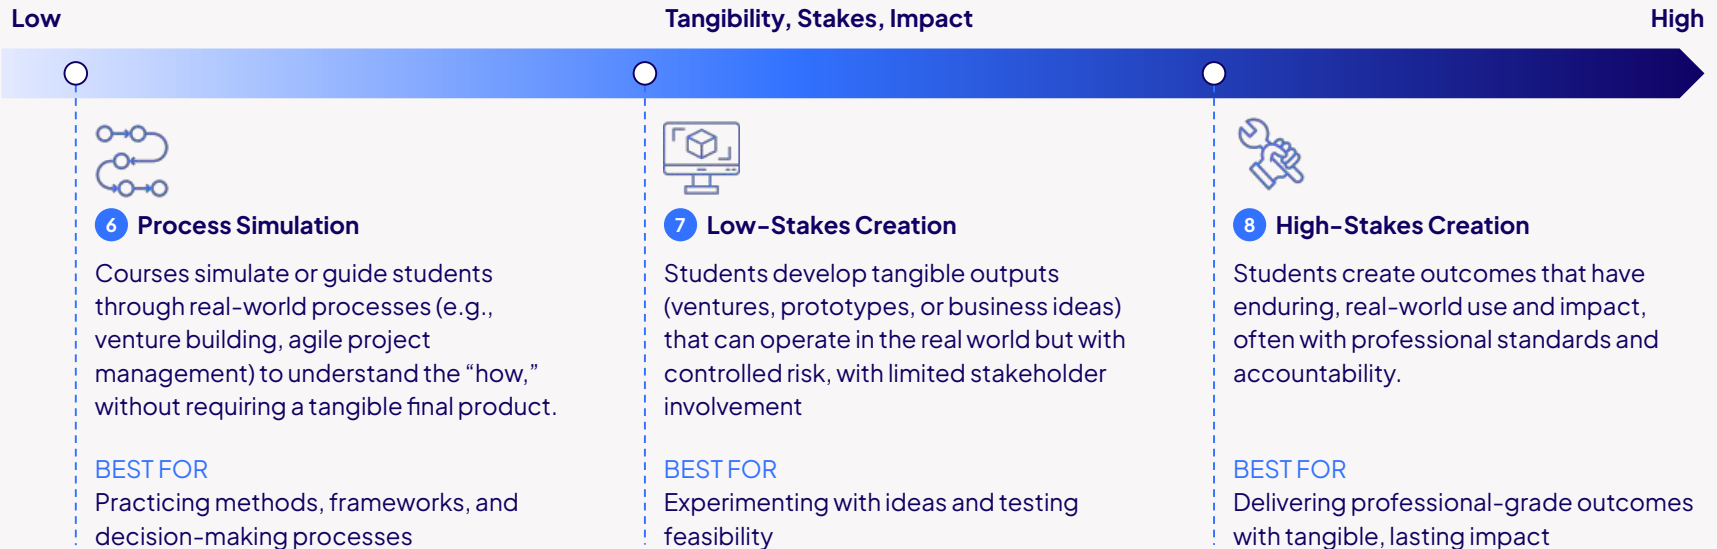 Low
Tangibility, Stakes, Impact
High
6 Process Simulation
Courses simulate or guide students
through real-world processes (e.g.,
venture building, agile project
management) to understand the “how,”
without requiring a tangible final product.
BEST FOR
Practicing methods, frameworks, and
decision-making processes
7 Low-Stakes Creation
Students develop tangible outputs
(ventures, prototypes, or business ideas)
that can operate in the real world but with
controlled risk, with limited stakeholder
involvement
BEST FOR
Experimenting with ideas and testing
feasibility
8 High-Stakes Creation
Students create outcomes that have
enduring, real-world use and impact,
often with professional standards and
accountability.
BEST FOR
Delivering professional-grade outcomes
with tangible, lasting impact